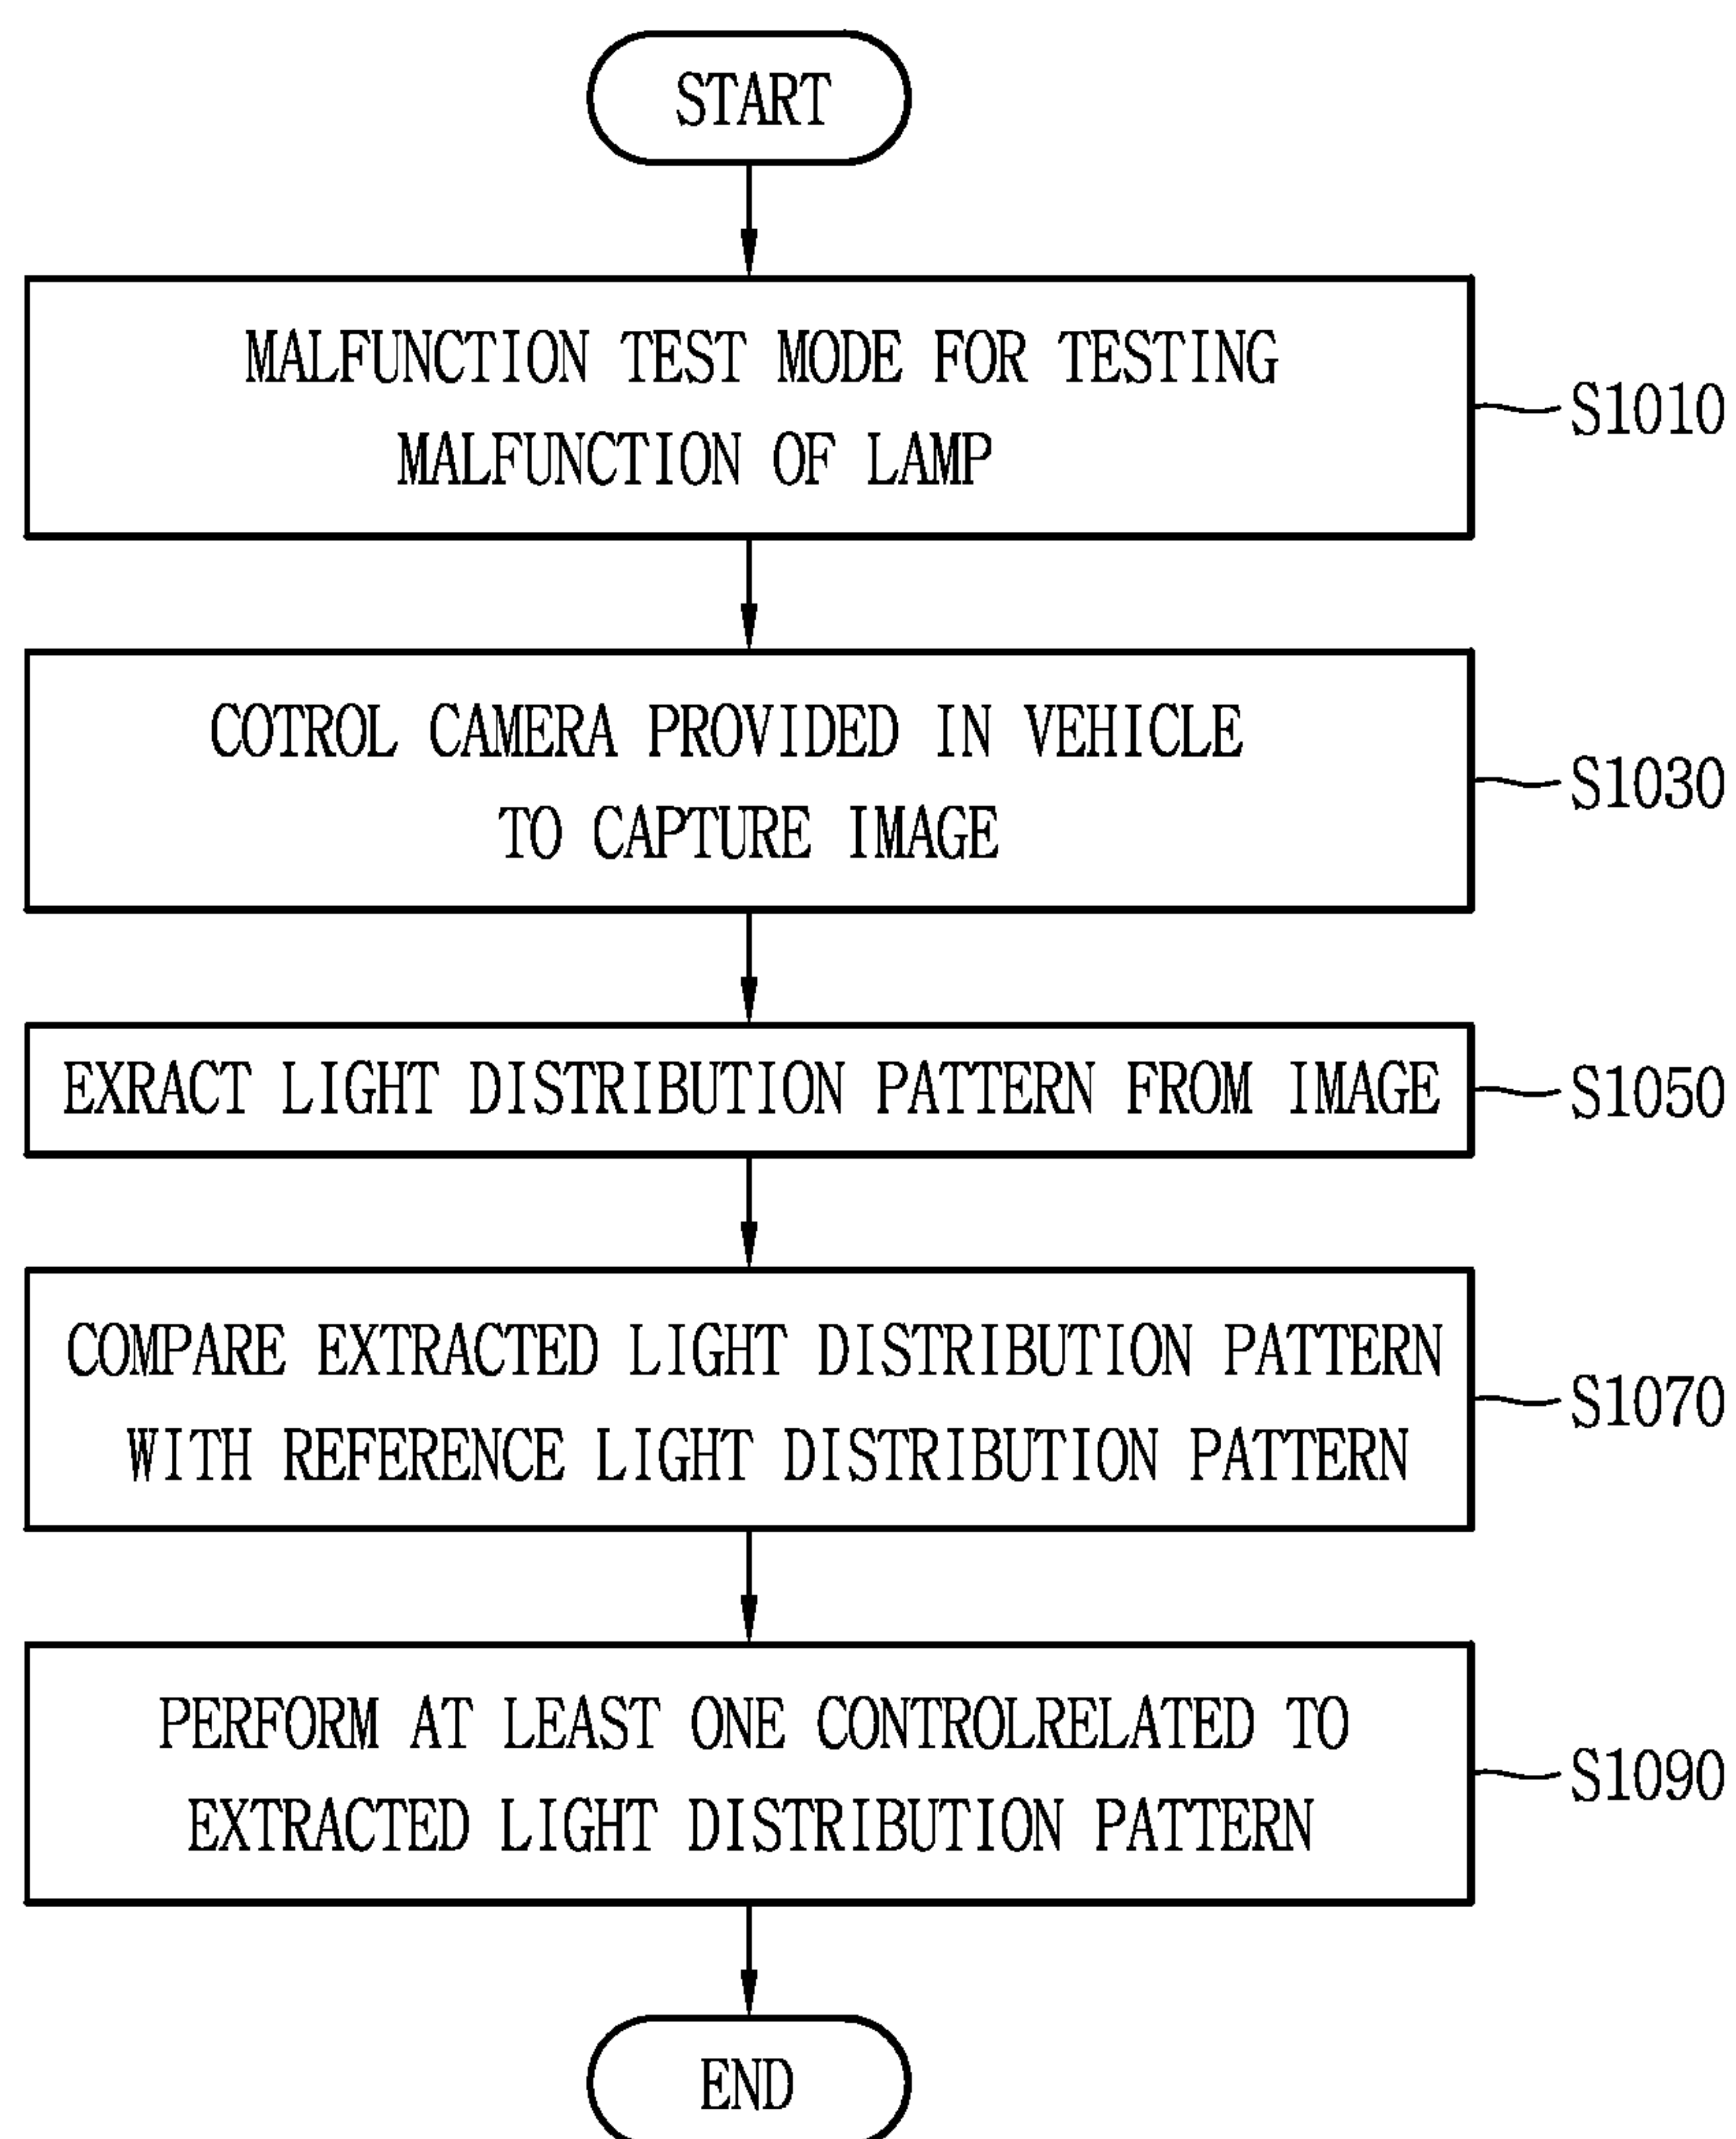 START
MALFUNCTION TEST MODE FOR TESTING
MALFUNCTION OF LAMP
S1010
COTROL CAMERA PROVIDED IN VEHICLE
TO CAPTURE IMAGE
S1030
EXRACT LIGHT DISTRIBUTION PATTERN FROM IMAGE
S1050
COMPARE EXTRACTED LIGHT DISTRIBUTION PATTERN
WITH REFERENCE LIGHT DISTRIBUTION PATTERN
S1070
PERFORM AT LEAST ONE CONTROLRELATED TO
EXTRACTED LIGHT DISTRIBUTION PATTERN
S1090
END